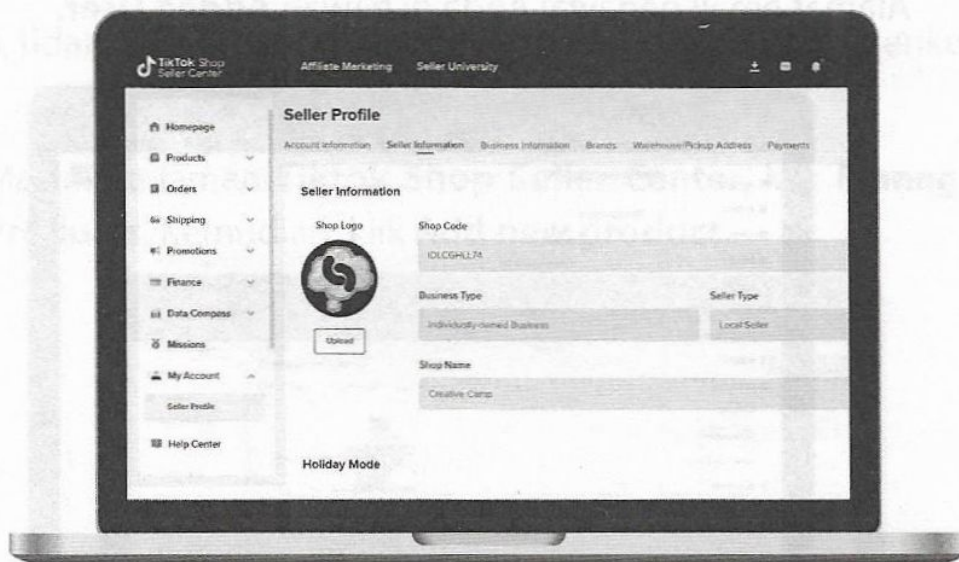 TikTok Shop
Seller Center
Affiliate Marketing Seller University
Homepage
Products
Orders
Shipping
Promotions
Finance
Data Compass
Missions
My Account
Seller Profile
Help Center
Seller Profile
Account Information Seller Information Business Information Brands Warehouse/Pickup Address Payments
Seller Information
Shop Logo
Upload
Shop Code
IDLCGHLL74
Business Type Seller Type
Individually-owned Business Local Seller
Shop Name
Creative Camp
Holiday Mode